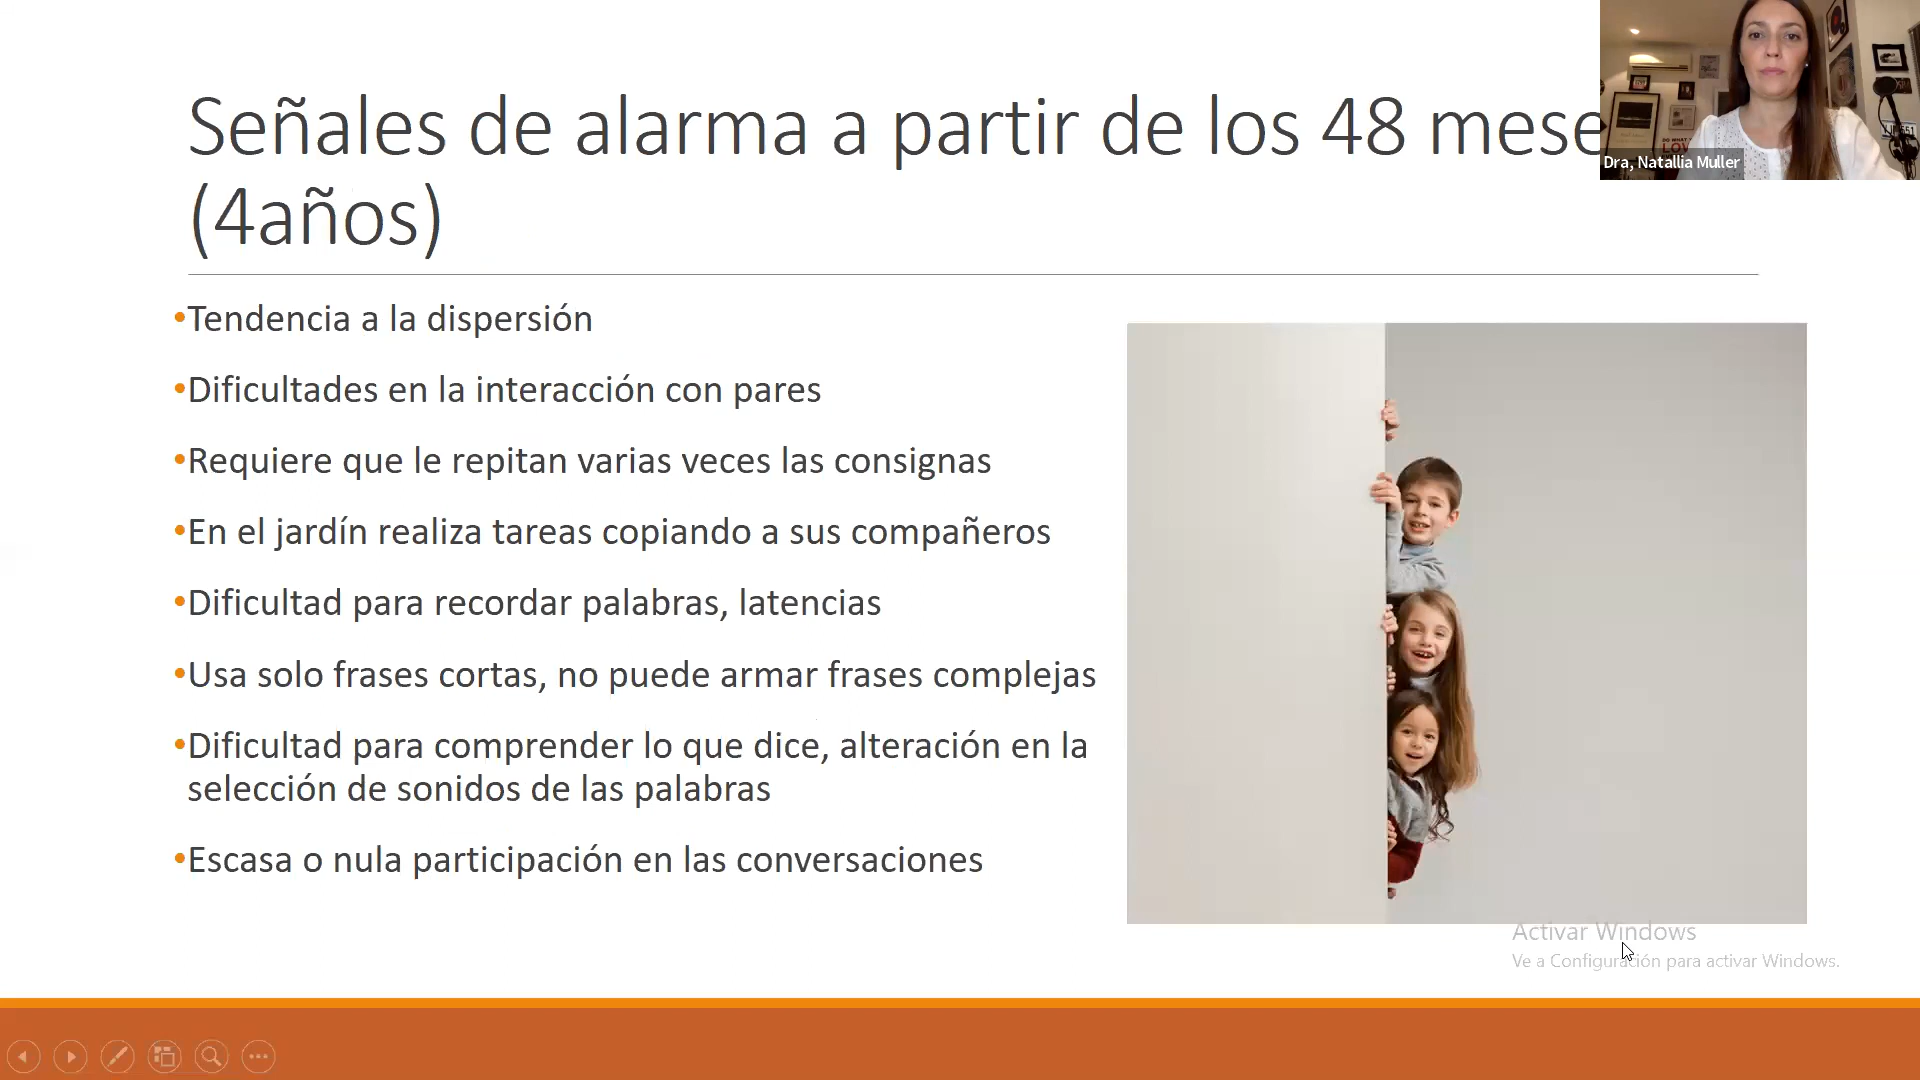 Señales de alarma a partir de los 48 mese
(4años)
•Tendencia a la dispersión
•Dificultades en la interacción con pares
•Requiere que le repitan varias veces las consignas
•En el jardín realiza tareas copiando a sus compañeros
•Dificultad para recordar palabras, latencias
•Usa solo frases cortas, no puede armar frases complejas
•Dificultad para comprender lo que dice, alteración en la
selección de sonidos de las palabras
•Escasa o nula participación en las conversaciones
LOV
Dra, Natallia Muller
Activar Windows
Ve a Configuración para activar Windows.